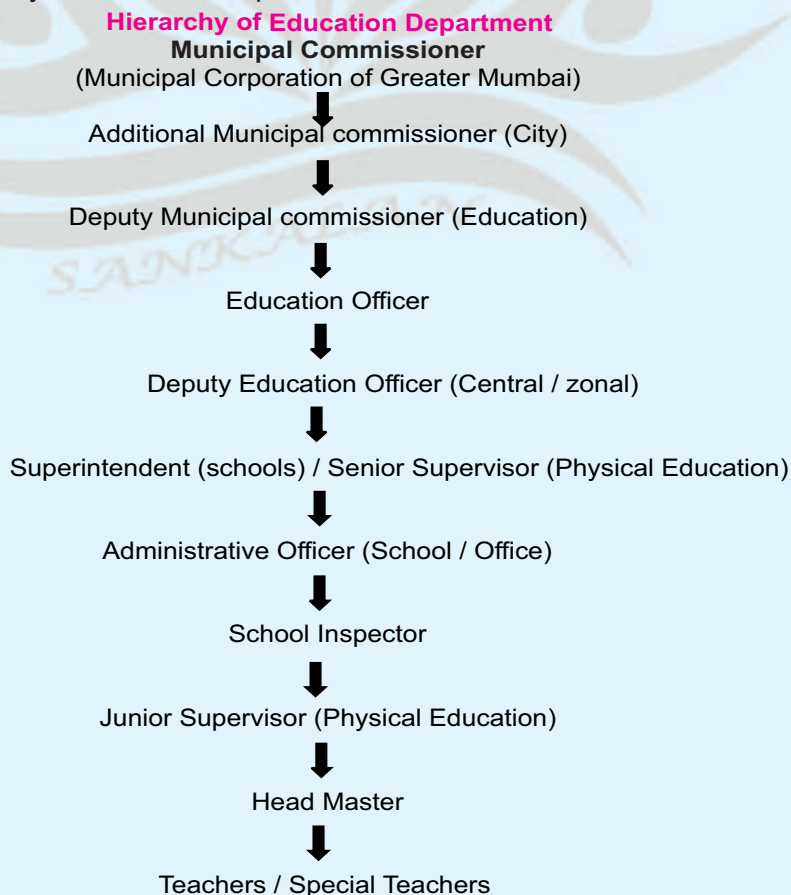 Hierarchy of Education Department
Municipal Commissioner
(Municipal Corporation of Greater Mumbai)
Additional Municipal commissioner (City)
Deputy Municipal commissioner (Education)
SANKALAN
Education Officer
Deputy Education Officer (Central / zonal)
Superintendent (schools) / Senior Supervisor (Physical Education)
Administrative Officer (School / Office)
School Inspector
Junior Supervisor (Physical Education)
Head Master
Teachers / Special Teachers